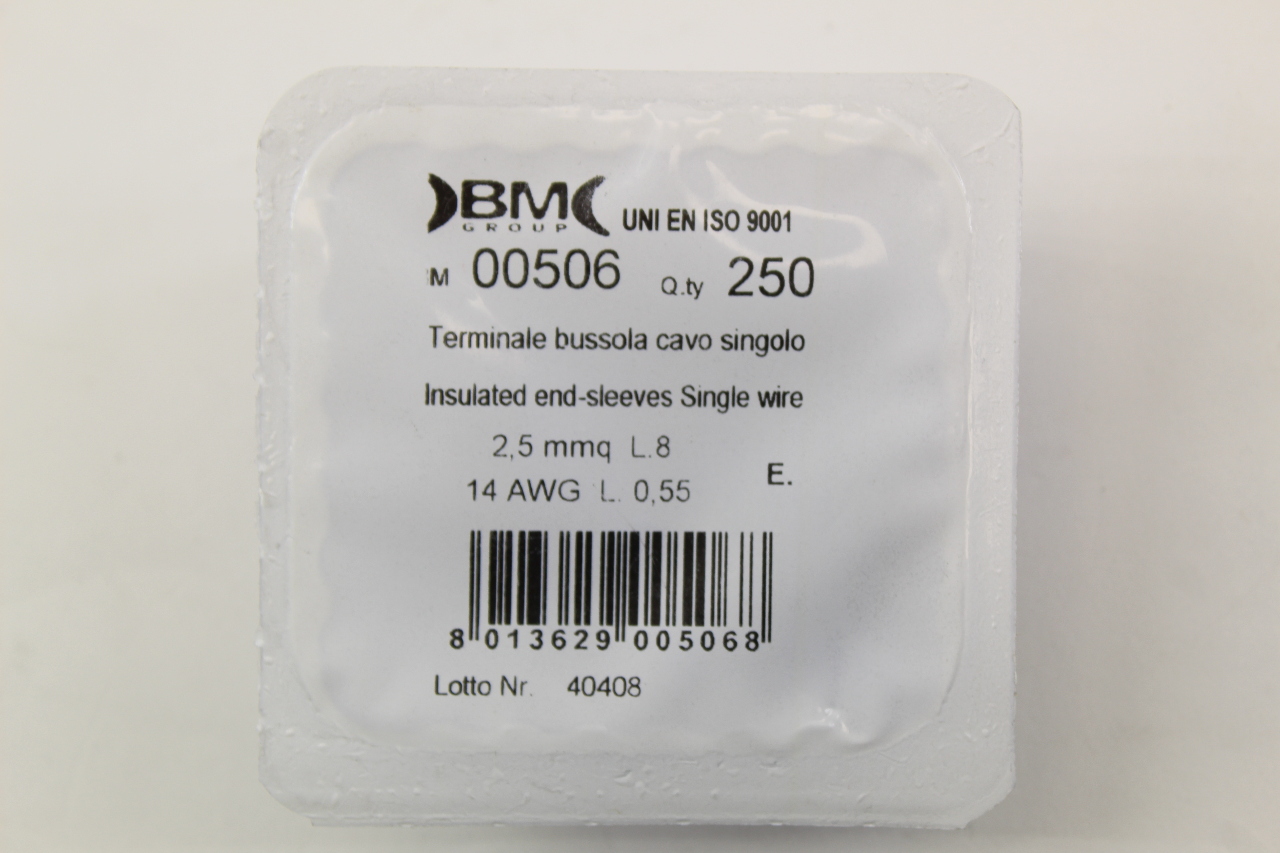 BM GROUP UNI EN ISO 9001
M 00506 Q.ty 250
Terminale bussola cavo singolo
Insulated end-sleeves Single wire
2,5 mmq L.8
14 AWG L. 0,55
E.
8 013629 005068
Lotto Nr. 40408